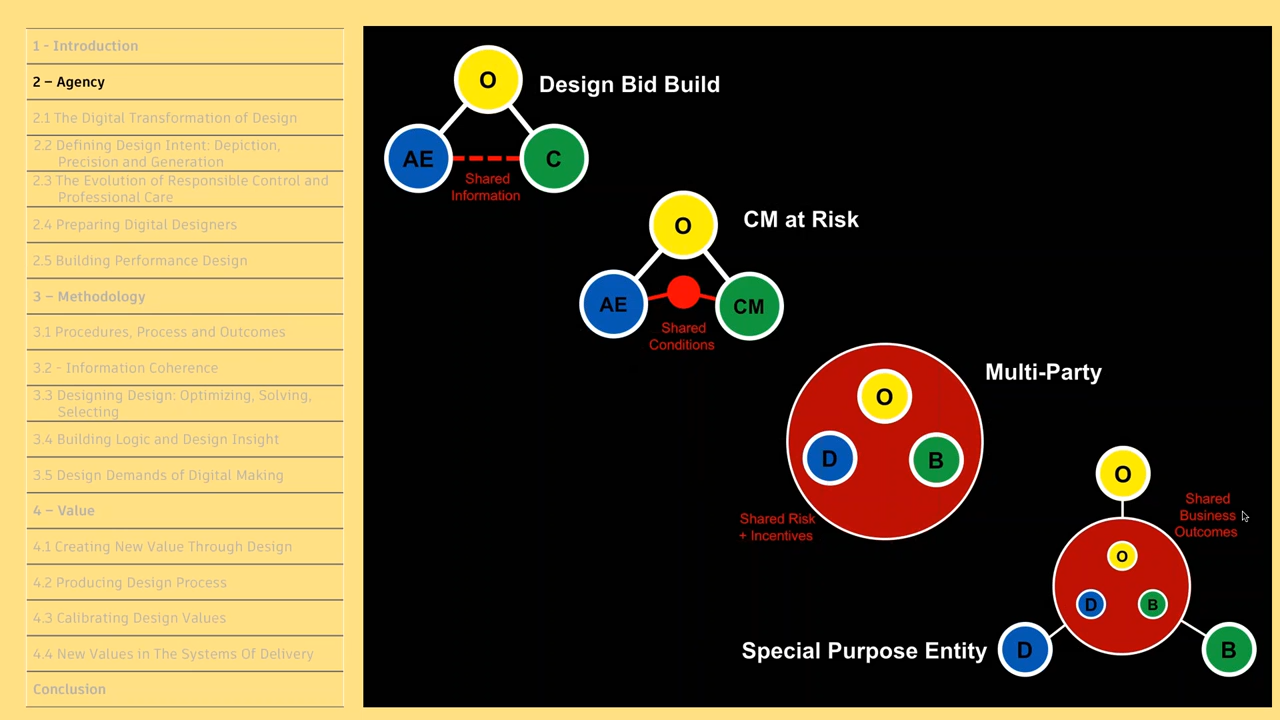 1 - Introduction
2 – Agency
2.1 The Digital Transformation of Design
2.2 Defining Design Intent: Depiction,
Precision and Generation
2.3 The Evolution of Responsible Control and
Professional Care
2.4 Preparing Digital Designers
2.5 Building Performance Design
3 – Methodology
3.1 Procedures, Process and Outcomes
3.2 - Information Coherence
3.3 Designing Design: Optimizing, Solving,
Selecting
3.4 Building Logic and Design Insight
3.5 Design Demands of Digital Making
4 – Value
4.1 Creating New Value Through Design
4.2 Producing Design Process
4.3 Calibrating Design Values
4.4 New Values in The Systems Of Delivery
Conclusion
O
Design Bid Build
AE
C
Shared
Information
O
CM at Risk
AE
CM
Shared
Conditions
Multi-Party
O
D
B
Shared Risk
+ Incentives
O
Shared
Business
Outcomes
O
D
B
Special Purpose Entity
D
B